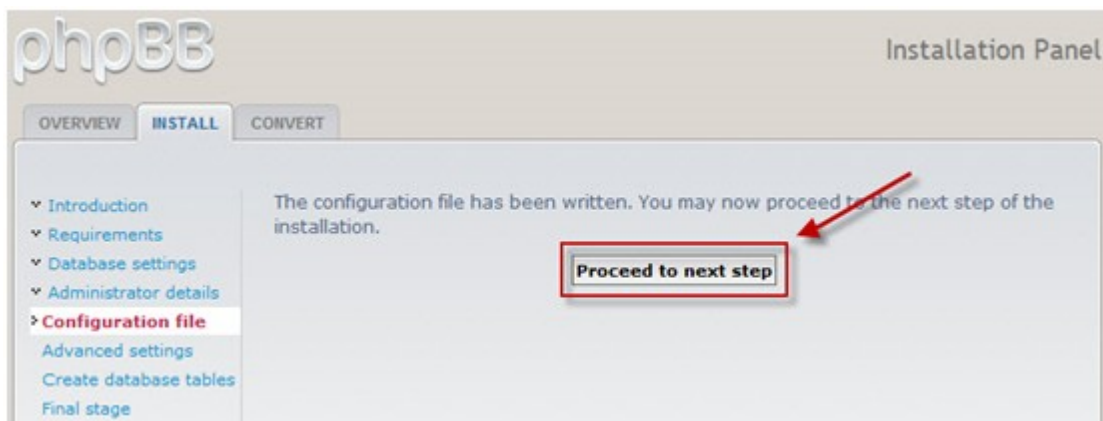 phpBB
Installation Panel
OVERVIEW INSTALL CONVERT
Introduction
Requirements
Database settings
Administrator details
Configuration file
Advanced settings
Create database tables
Final stage
The configuration file has been written. You may now proceed to the next step of the
installation.
Proceed to next step